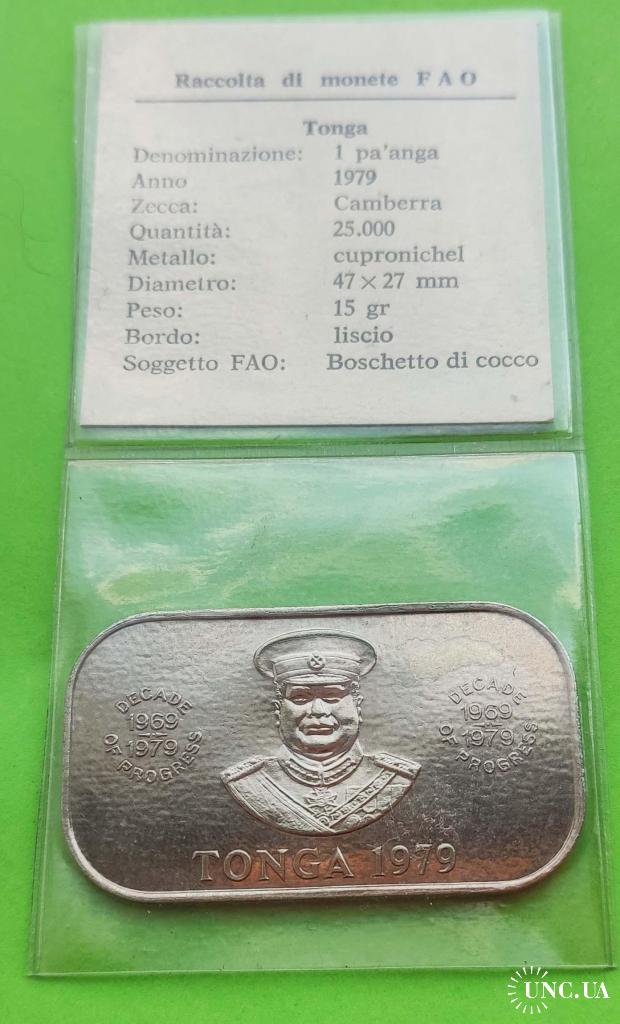 Raccolta di monete FAO
Tonga
Denominazione: 1 pa'anga
Anno 1979
Zecca: Camberra
Quantità: 25.000
Metallo: cupronichel
Diametro: 47 × 27 mm
Peso: 15 gr
Bordo: liscio
Soggetto FAO: Boschetto di cocco
DECADE
1969
1979
OF PROGRESS
DECADE
1969
1979
OF PROGRESS
TONGA 1979
UNC.UA